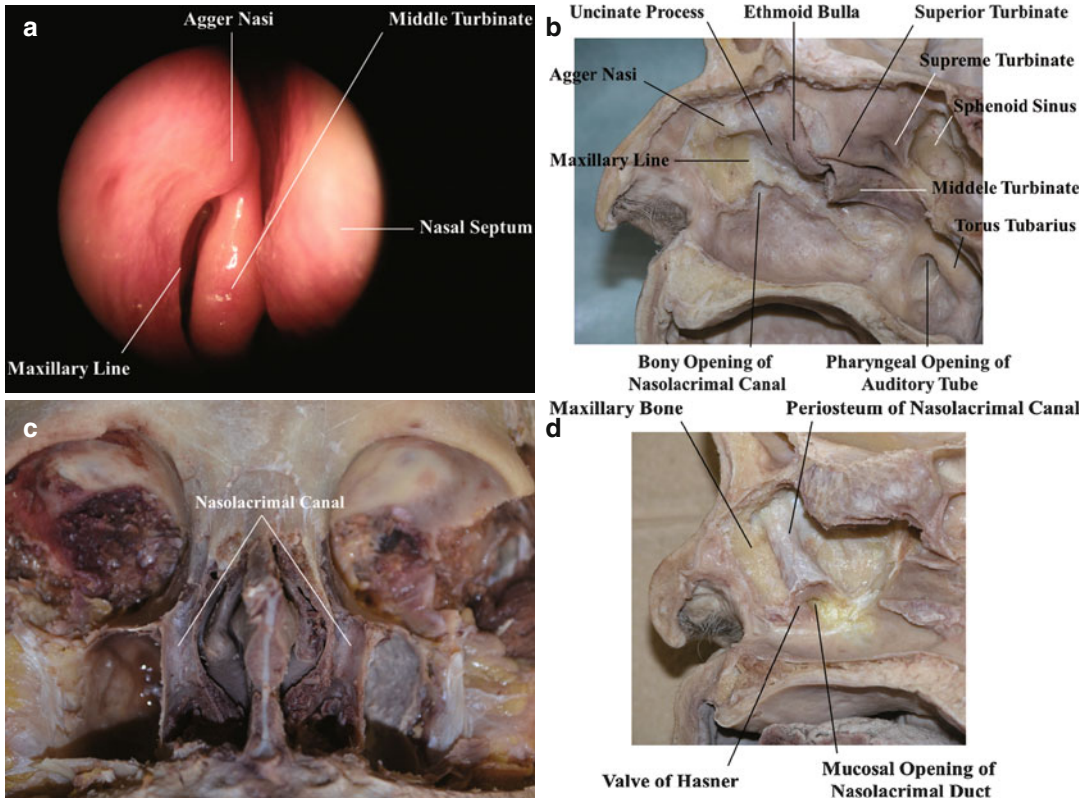 a
Agger Nasi
Middle Turbinate
Nasal Septum
Maxillary Line
b
Uncinate Process
Ethmoid Bulla
Superior Turbinate
Agger Nasi
Supreme Turbinate
Sphenoid Sinus
Maxillary Line
Middele Turbinate
Torus Tubarius
Bony Opening of
Nasolacrimal Canal
Pharyngeal Opening of
Auditory Tube
c
Nasolacrimal Canal
d
Maxillary Bone
Periosteum of Nasolacrimal Canal
Valve of Hasner
Mucosal Opening of
Nasolacrimal Duct